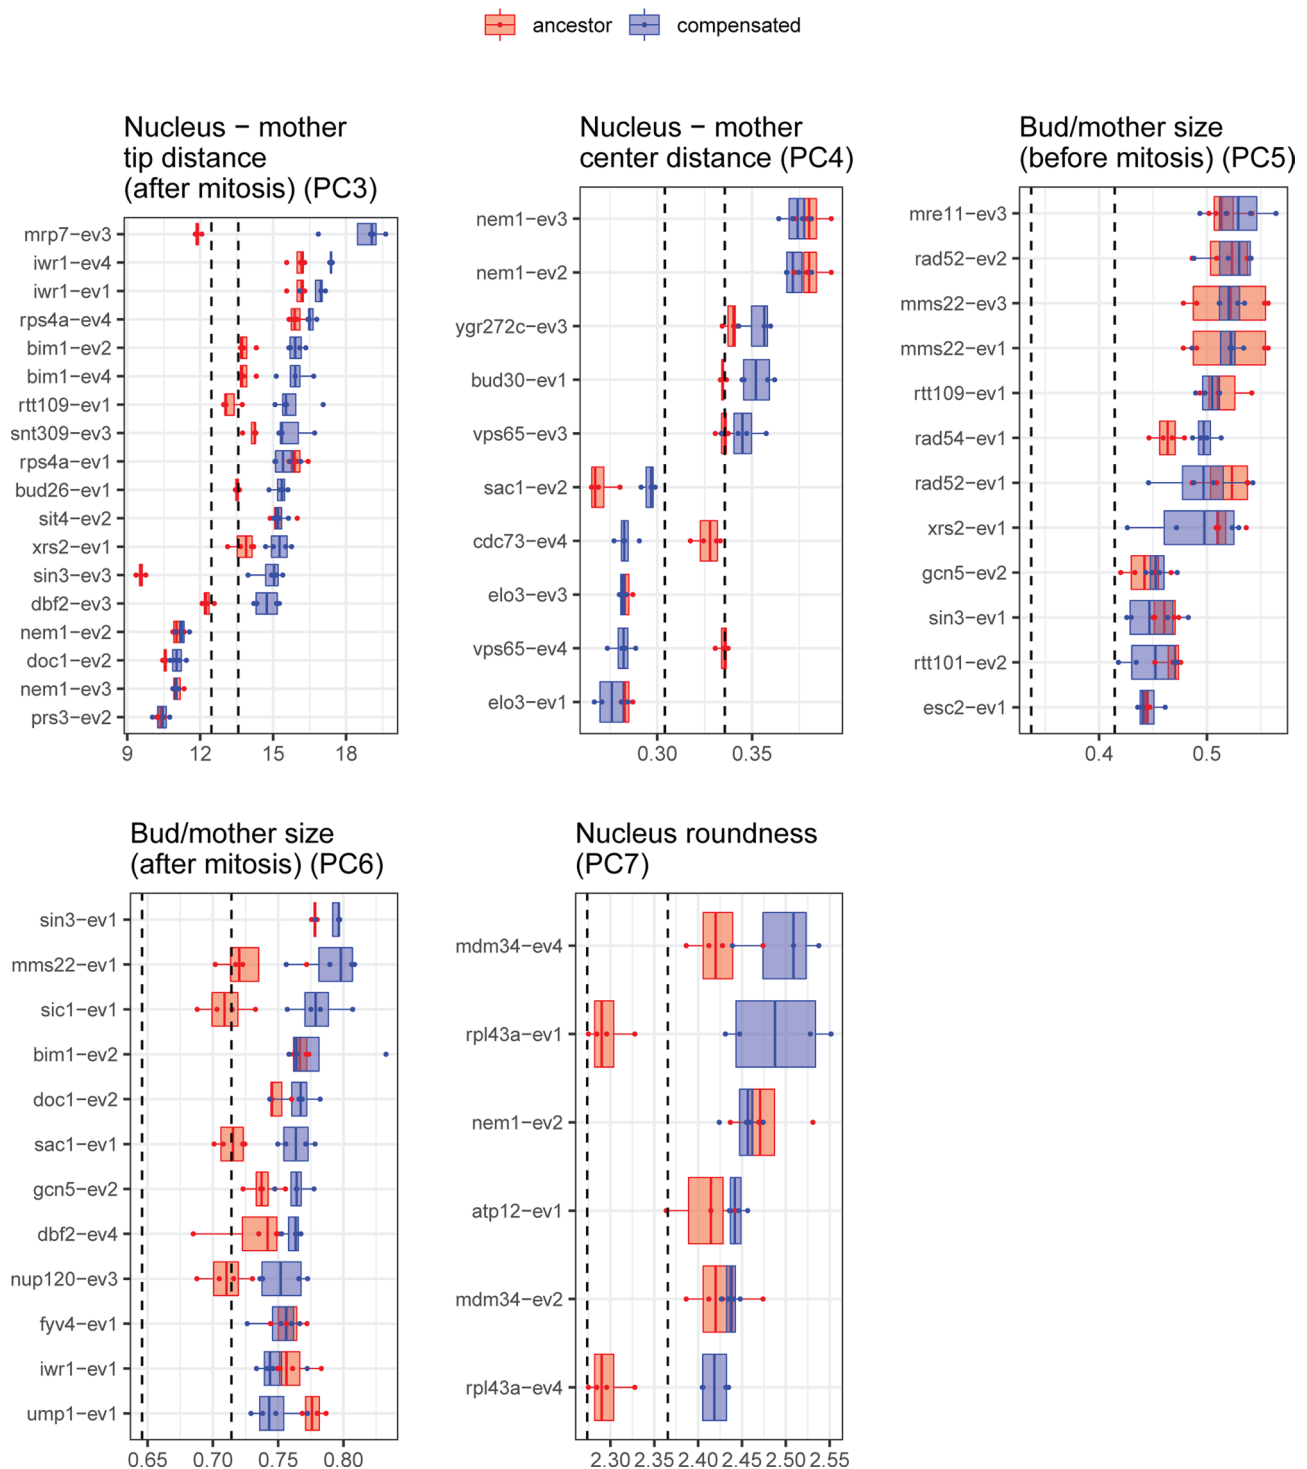 ancestor compensated
Nucleus − mother
tip distance
(after mitosis) (PC3)
mrp7−ev3
iwr1−ev4
iwr1−ev1
rps4a−ev4
bim1−ev2
bim1−ev4
rtt109−ev1
snt309−ev3
rps4a−ev1
bud26−ev1
sit4−ev2
xrs2−ev1
sin3−ev3
dbf2−ev3
nem1−ev2
doc1−ev2
nem1−ev3
prs3−ev2
9 12 15 18
Nucleus − mother
center distance (PC4)
nem1−ev3
nem1−ev2
ygr272c−ev3
bud30−ev1
vps65−ev3
sac1−ev2
cdc73−ev4
elo3−ev3
vps65−ev4
elo3−ev1
0.30 0.35
Bud/mother size
(before mitosis) (PC5)
mre11−ev3
rad52−ev2
mms22−ev3
mms22−ev1
rtt109−ev1
rad54−ev1
rad52−ev1
xrs2−ev1
gcn5−ev2
sin3−ev1
rtt101−ev2
esc2−ev1
0.4 0.5
Bud/mother size
(after mitosis) (PC6)
sin3−ev1
mms22−ev1
sic1−ev1
bim1−ev2
doc1−ev2
sac1−ev1
gcn5−ev2
dbf2−ev4
nup120−ev3
fyv4−ev1
iwr1−ev1
ump1−ev1
0.65 0.70 0.75 0.80
Nucleus roundness
(PC7)
mdm34−ev4
rpl43a−ev1
nem1−ev2
atp12−ev1
mdm34−ev2
rpl43a−ev4
2.30 2.35 2.40 2.45 2.50 2.55